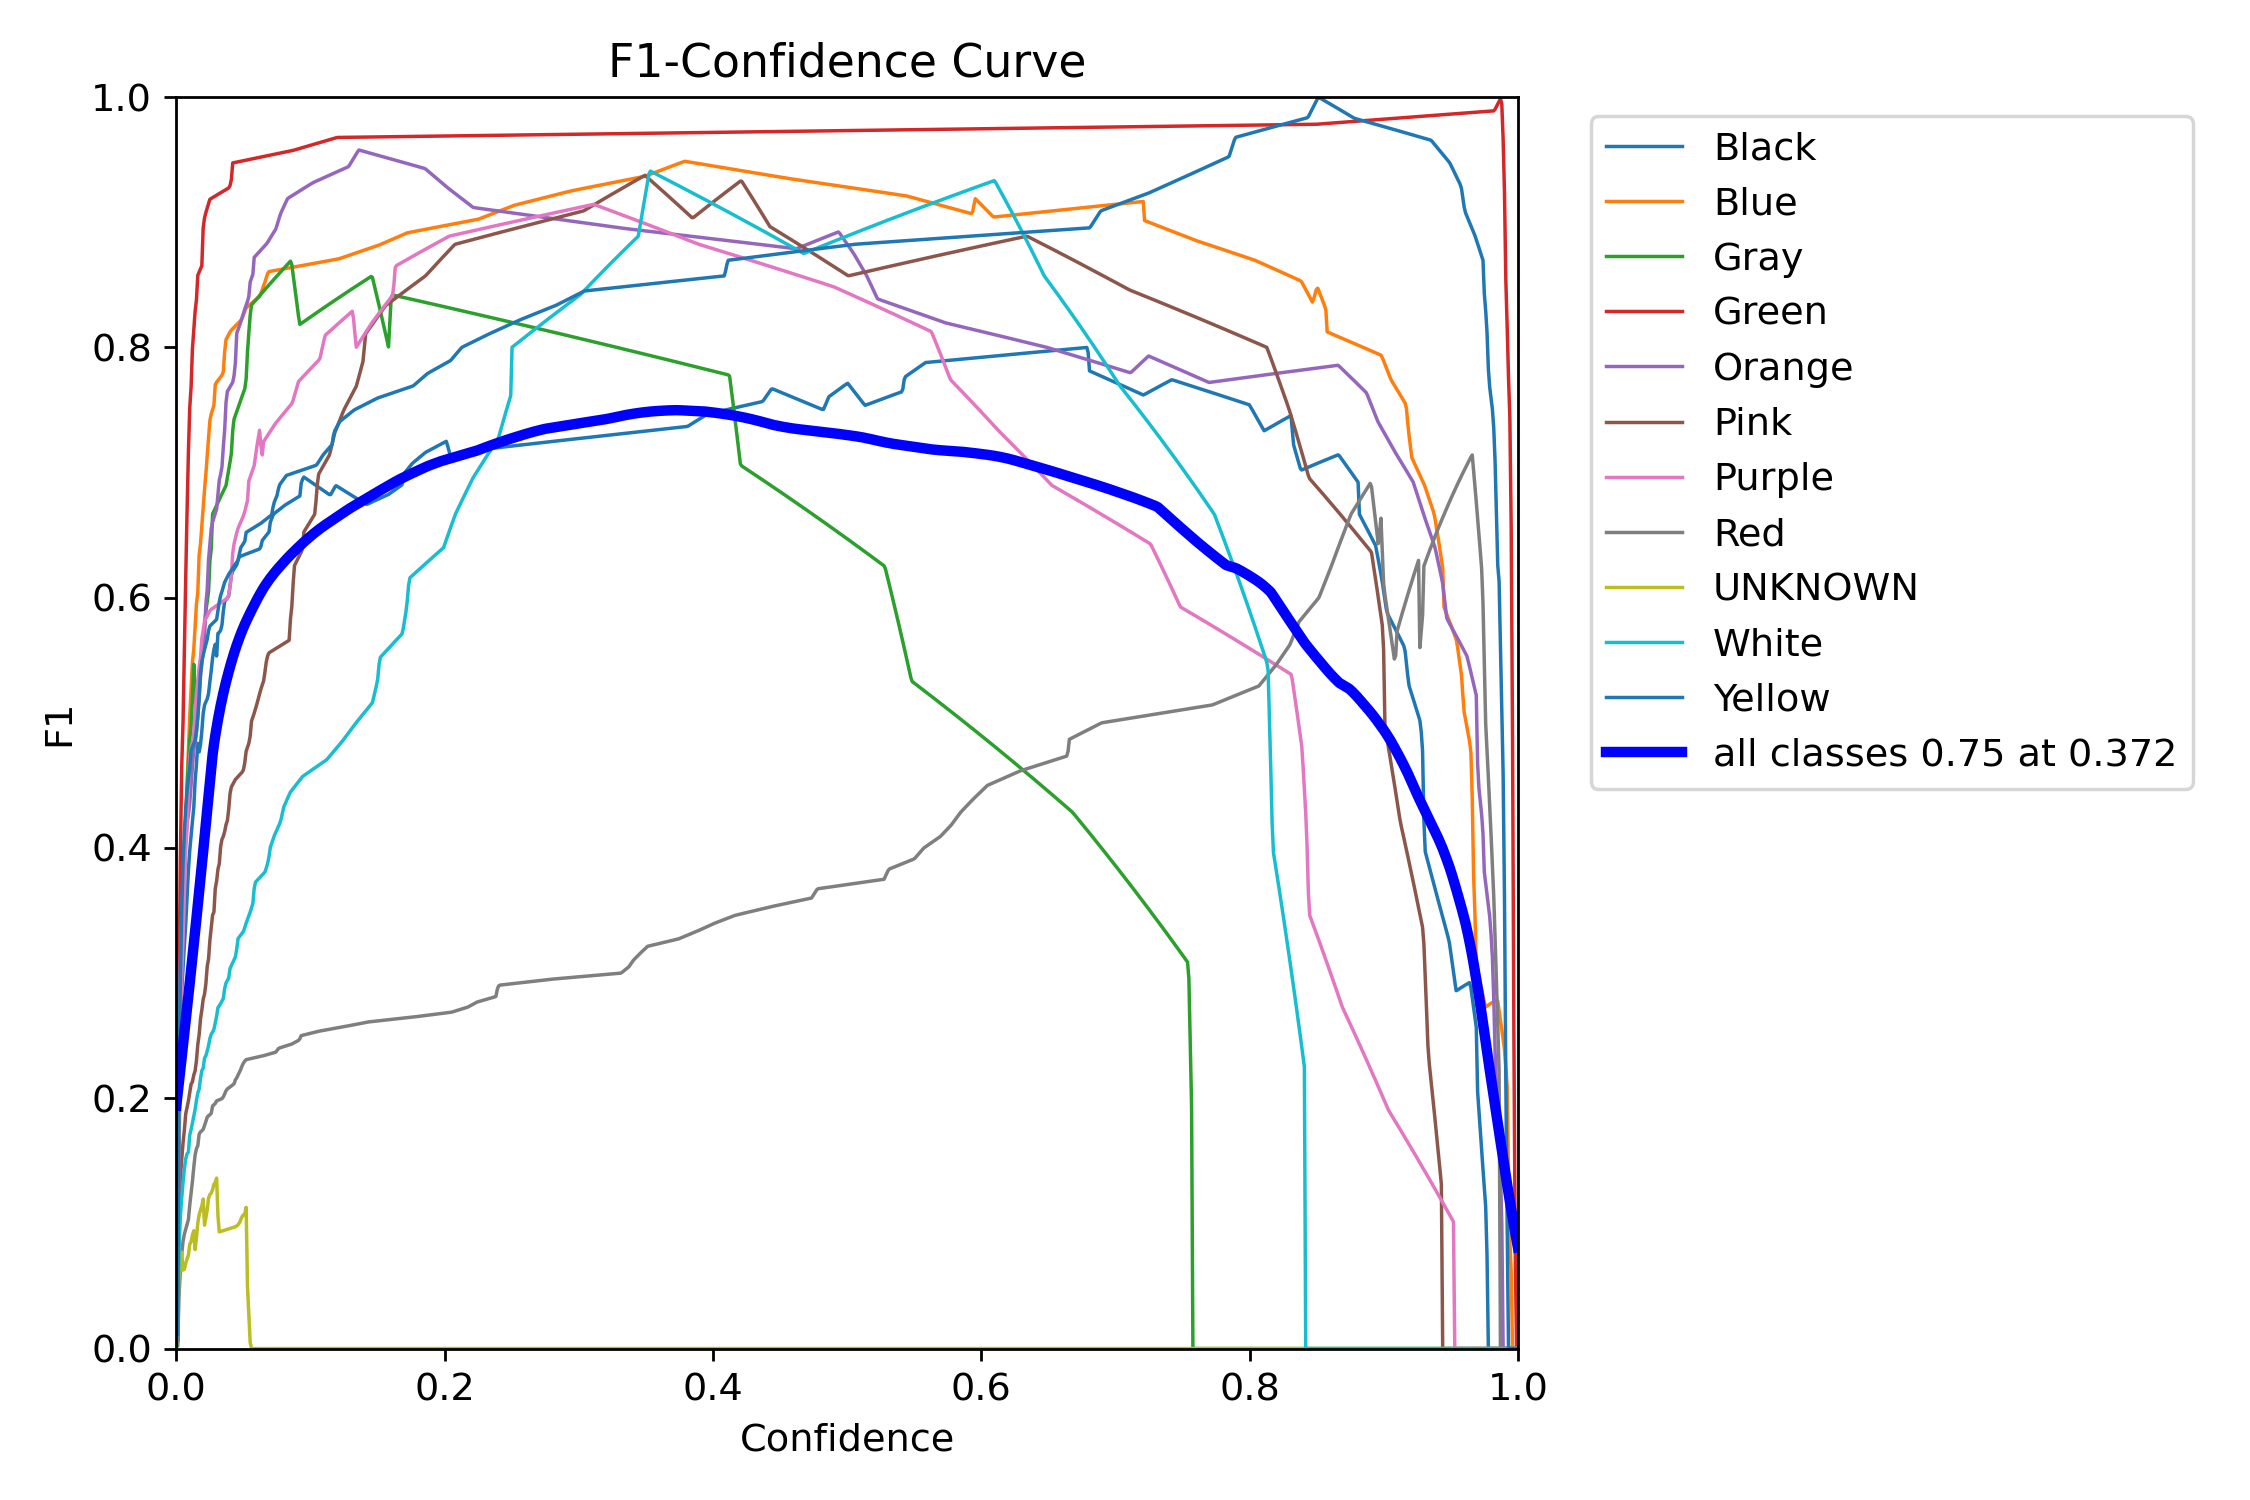 F1-Confidence Curve
1.0
0.8
0.6
0.4
0.2
0.0
F1
0.0 0.2 0.4 0.6 0.8 1.0
Confidence
Black
Blue
Gray
Green
Orange
Pink
Purple
Red
UNKNOWN
White
Yellow
all classes 0.75 at 0.372